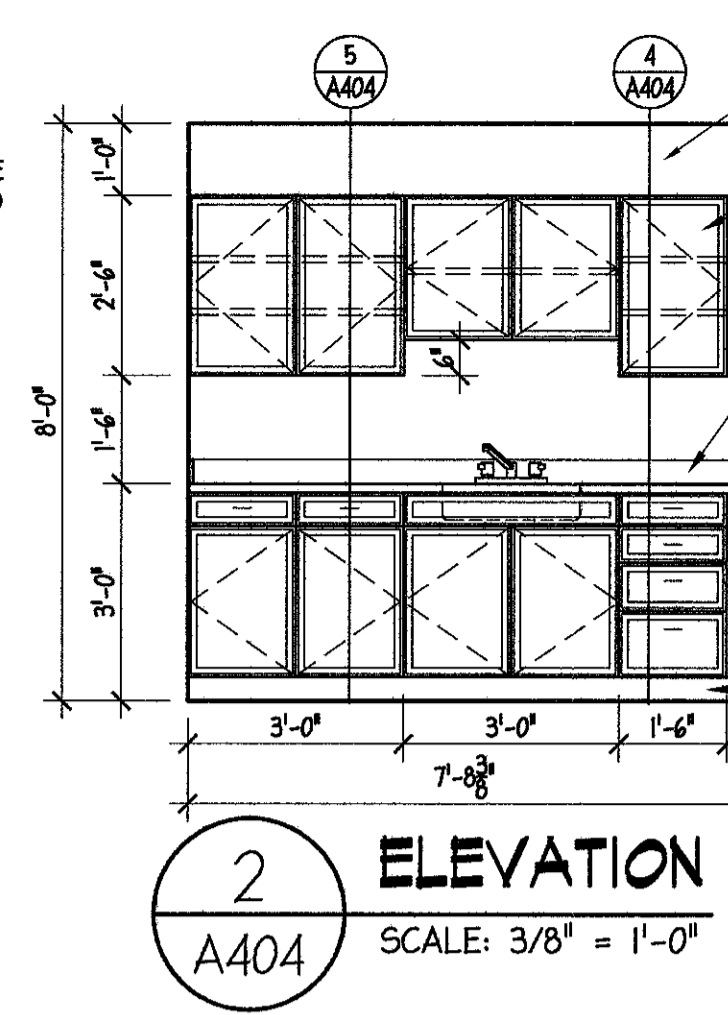 5
A404
4
A404
1'-0"
2'-6"
6"
8'-0"
1'-6"
3'-0"
3'-0" 3'-0" 1'-6"
7'-8 3/8"
2
A404
ELEVATION
SCALE: 3/8" = 1'-0"